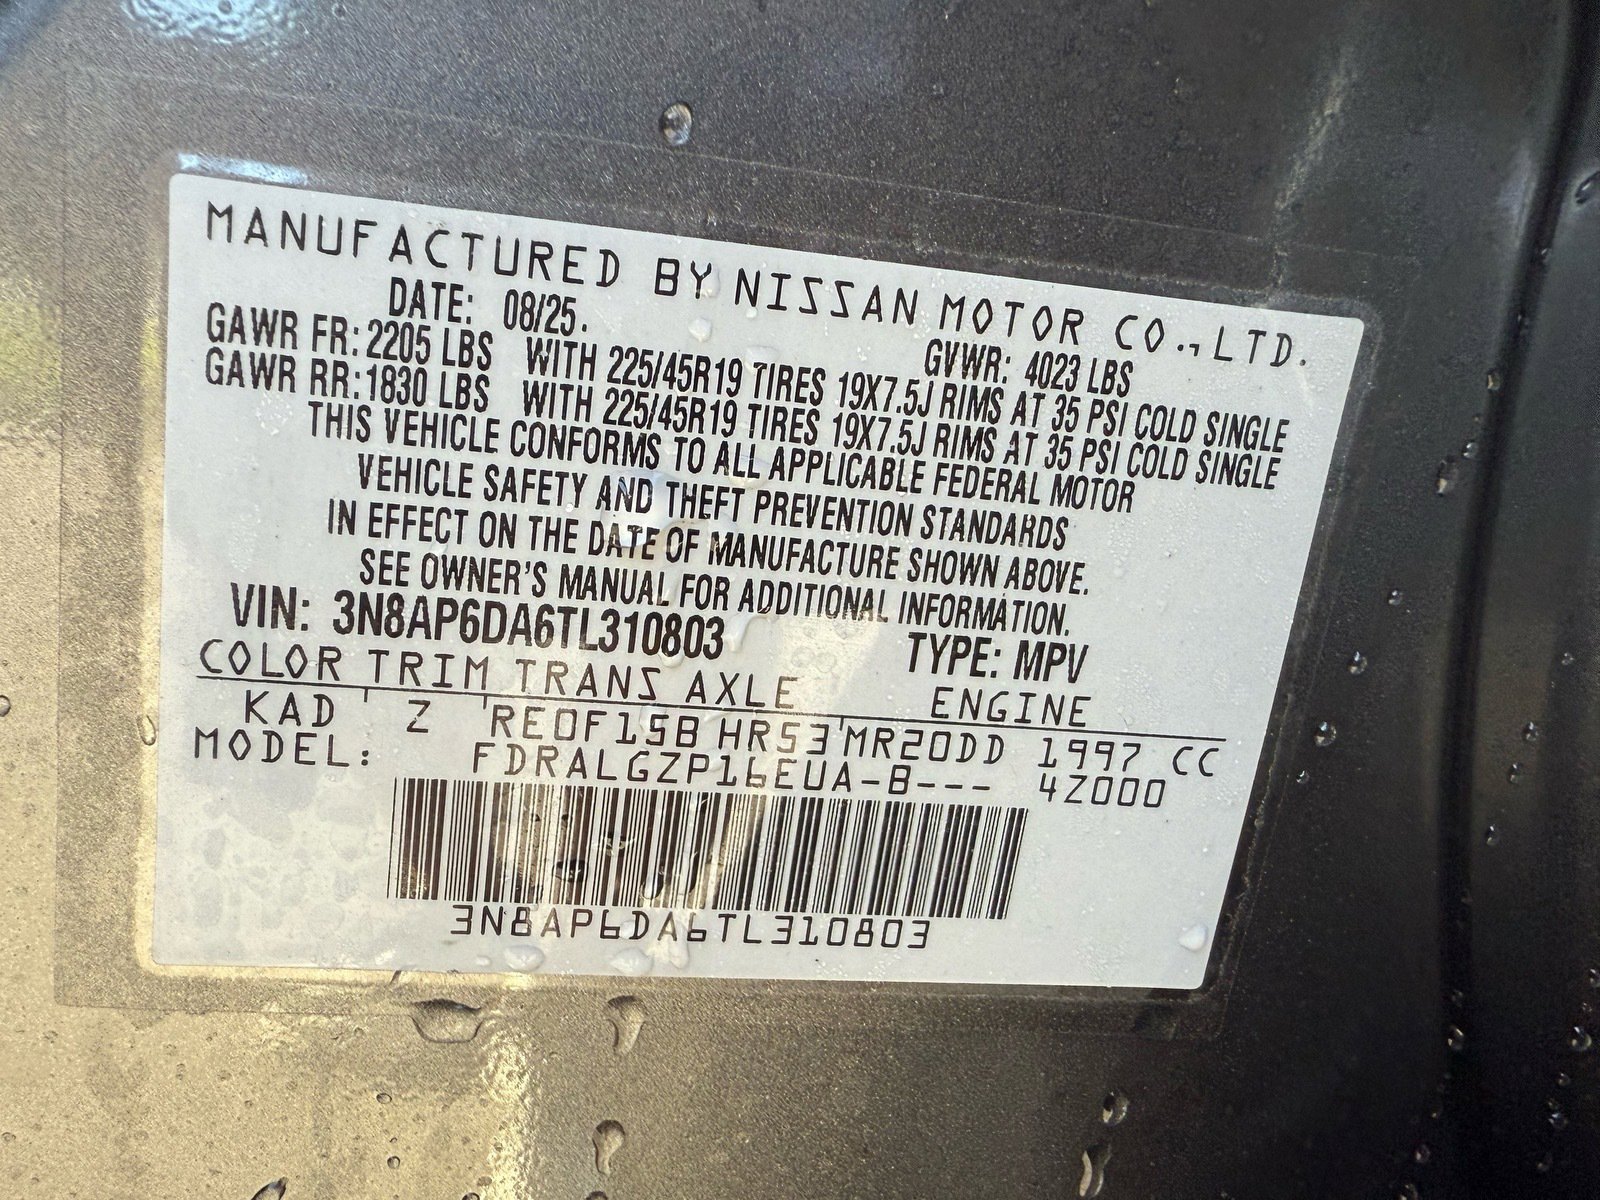 MANUFACTURED BY NISSAN MOTOR CO., LTD.
DATE: 08/25. GVWR: 4023 LBS
GAWR FR: 2205 LBS WITH 225/45R19 TIRES 19X7.5J RIMS AT 35 PSI COLD SINGLE
GAWR RR: 1830 LBS WITH 225/45R19 TIRES 19X7.5J RIMS AT 35 PSI COLD SINGLE
THIS VEHICLE CONFORMS TO ALL APPLICABLE FEDERAL MOTOR
VEHICLE SAFETY AND THEFT PREVENTION STANDARDS
IN EFFECT ON THE DATE OF MANUFACTURE SHOWN ABOVE.
SEE OWNER'S MANUAL FOR ADDITIONAL INFORMATION.
VIN: 3N8AP6DA6TL310803 TYPE: MPV
COLOR TRIM TRANS AXLE ENGINE
KAD Z RE0F15B HR53 MR20DD 1997 CC
MODEL: FDRALGZP16EUA-B--- 4Z000
3N8AP6DA6TL310803